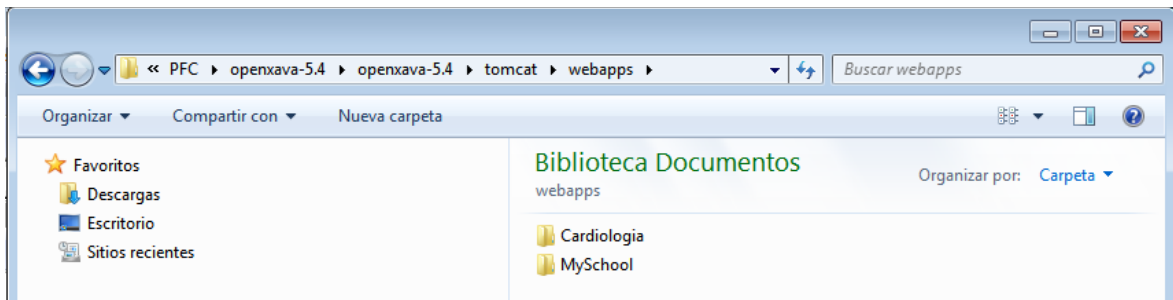 « PFC ▸ openxava-5.4 ▸ openxava-5.4 ▸ tomcat ▸ webapps ▸
Buscar webapps
Organizar
Compartir con
Nueva carpeta
Favoritos
Descargas
Escritorio
Sitios recientes
Biblioteca Documentos
webapps
Organizar por: Carpeta
Cardiologia
MySchool